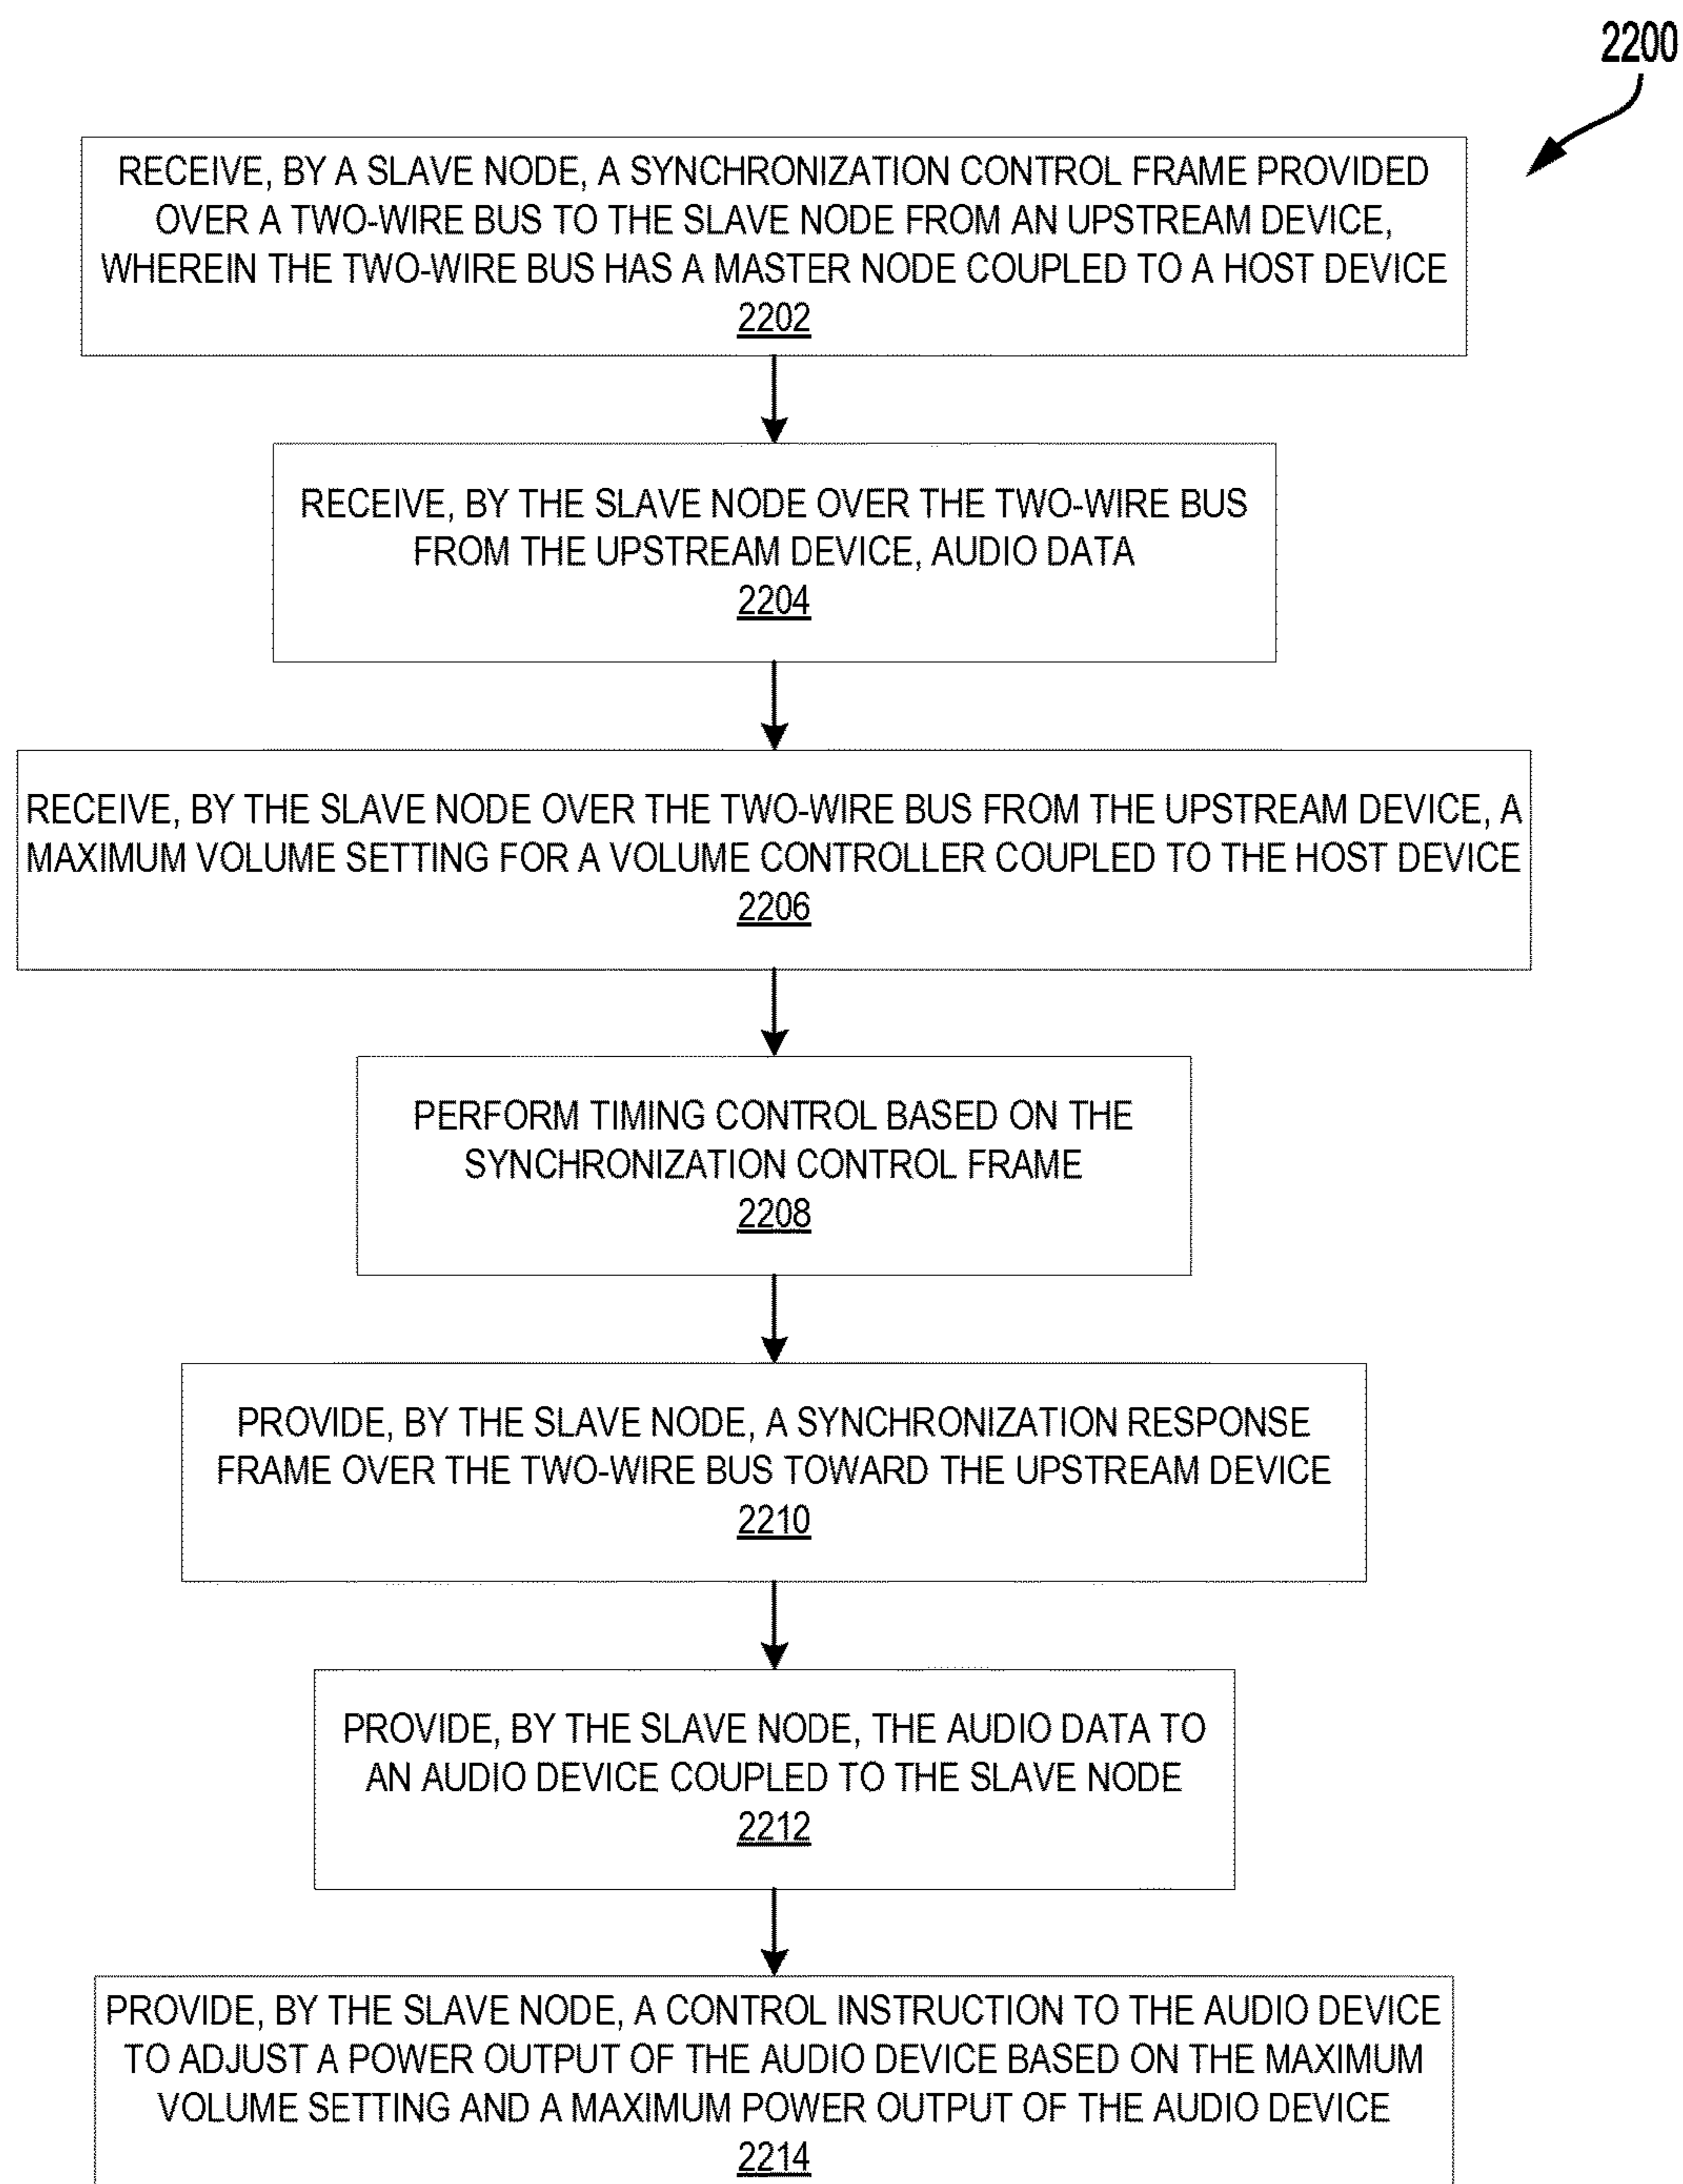 2200
RECEIVE, BY A SLAVE NODE, A SYNCHRONIZATION CONTROL FRAME PROVIDED
OVER A TWO-WIRE BUS TO THE SLAVE NODE FROM AN UPSTREAM DEVICE,
WHEREIN THE TWO-WIRE BUS HAS A MASTER NODE COUPLED TO A HOST DEVICE
2202
RECEIVE, BY THE SLAVE NODE OVER THE TWO-WIRE BUS
FROM THE UPSTREAM DEVICE, AUDIO DATA
2204
RECEIVE, BY THE SLAVE NODE OVER THE TWO-WIRE BUS FROM THE UPSTREAM DEVICE, A
MAXIMUM VOLUME SETTING FOR A VOLUME CONTROLLER COUPLED TO THE HOST DEVICE
2206
PERFORM TIMING CONTROL BASED ON THE
SYNCHRONIZATION CONTROL FRAME
2208
PROVIDE, BY THE SLAVE NODE, A SYNCHRONIZATION RESPONSE
FRAME OVER THE TWO-WIRE BUS TOWARD THE UPSTREAM DEVICE
2210
PROVIDE, BY THE SLAVE NODE, THE AUDIO DATA TO
AN AUDIO DEVICE COUPLED TO THE SLAVE NODE
2212
PROVIDE, BY THE SLAVE NODE, A CONTROL INSTRUCTION TO THE AUDIO DEVICE
TO ADJUST A POWER OUTPUT OF THE AUDIO DEVICE BASED ON THE MAXIMUM
VOLUME SETTING AND A MAXIMUM POWER OUTPUT OF THE AUDIO DEVICE
2214